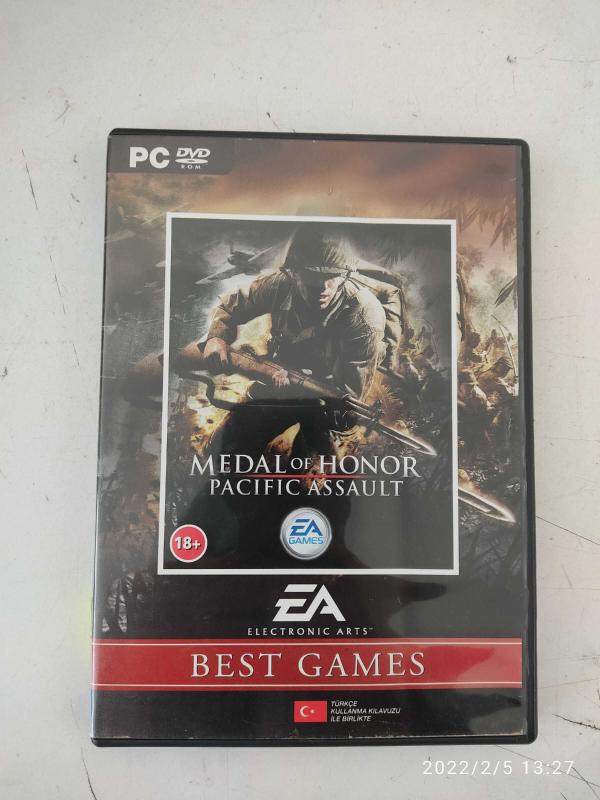 PC DVD
ROM
MEDAL OF HONOR
PACIFIC ASSAULT
18+
EA
GAMES
EA
ELECTRONIC ARTS™
BEST GAMES
TÜRKÇE
KULLANMA KILAVUZU
İLE BİRLİKTE
2022/2/5 13:27